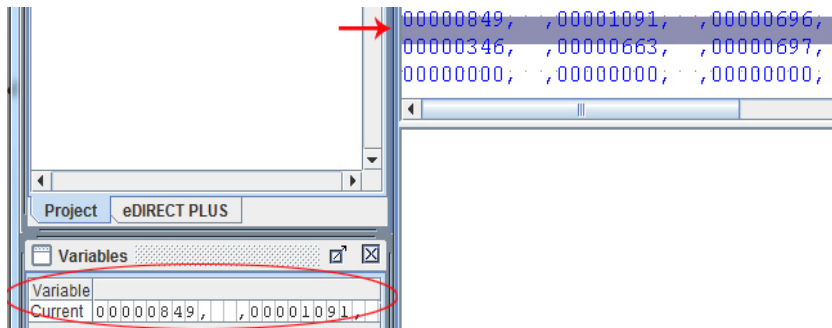 00000849, ,00001091, ,00000696,
00000346, ,00000663, ,00000697,
00000000; ,00000000; ,00000000;
Project eDIRECT PLUS
Variables
Variable
Current 00000849, ,00001091,